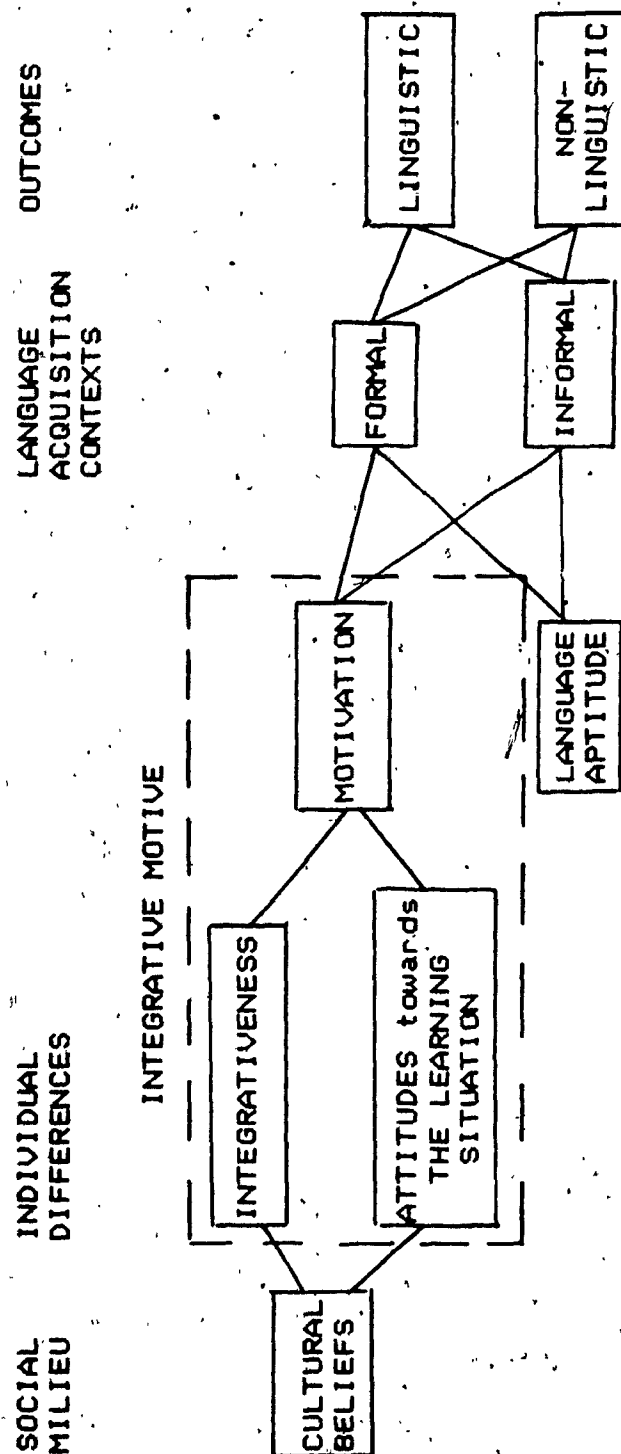 SOCIAL
MILIEU
INDIVIDUAL
DIFFERENCES
LANGUAGE
ACQUISITION
CONTEXTS
OUTCOMES
INTEGRATIVE MOTIVE
CULTURAL
BELIEFS
INTEGRATIVENESS
ATTITUDES towards
THE LEARNING
SITUATION
MOTIVATION
LANGUAGE
APTITUDE
FORMAL
INFORMAL
LINGUISTIC
NON-
LINGUISTIC